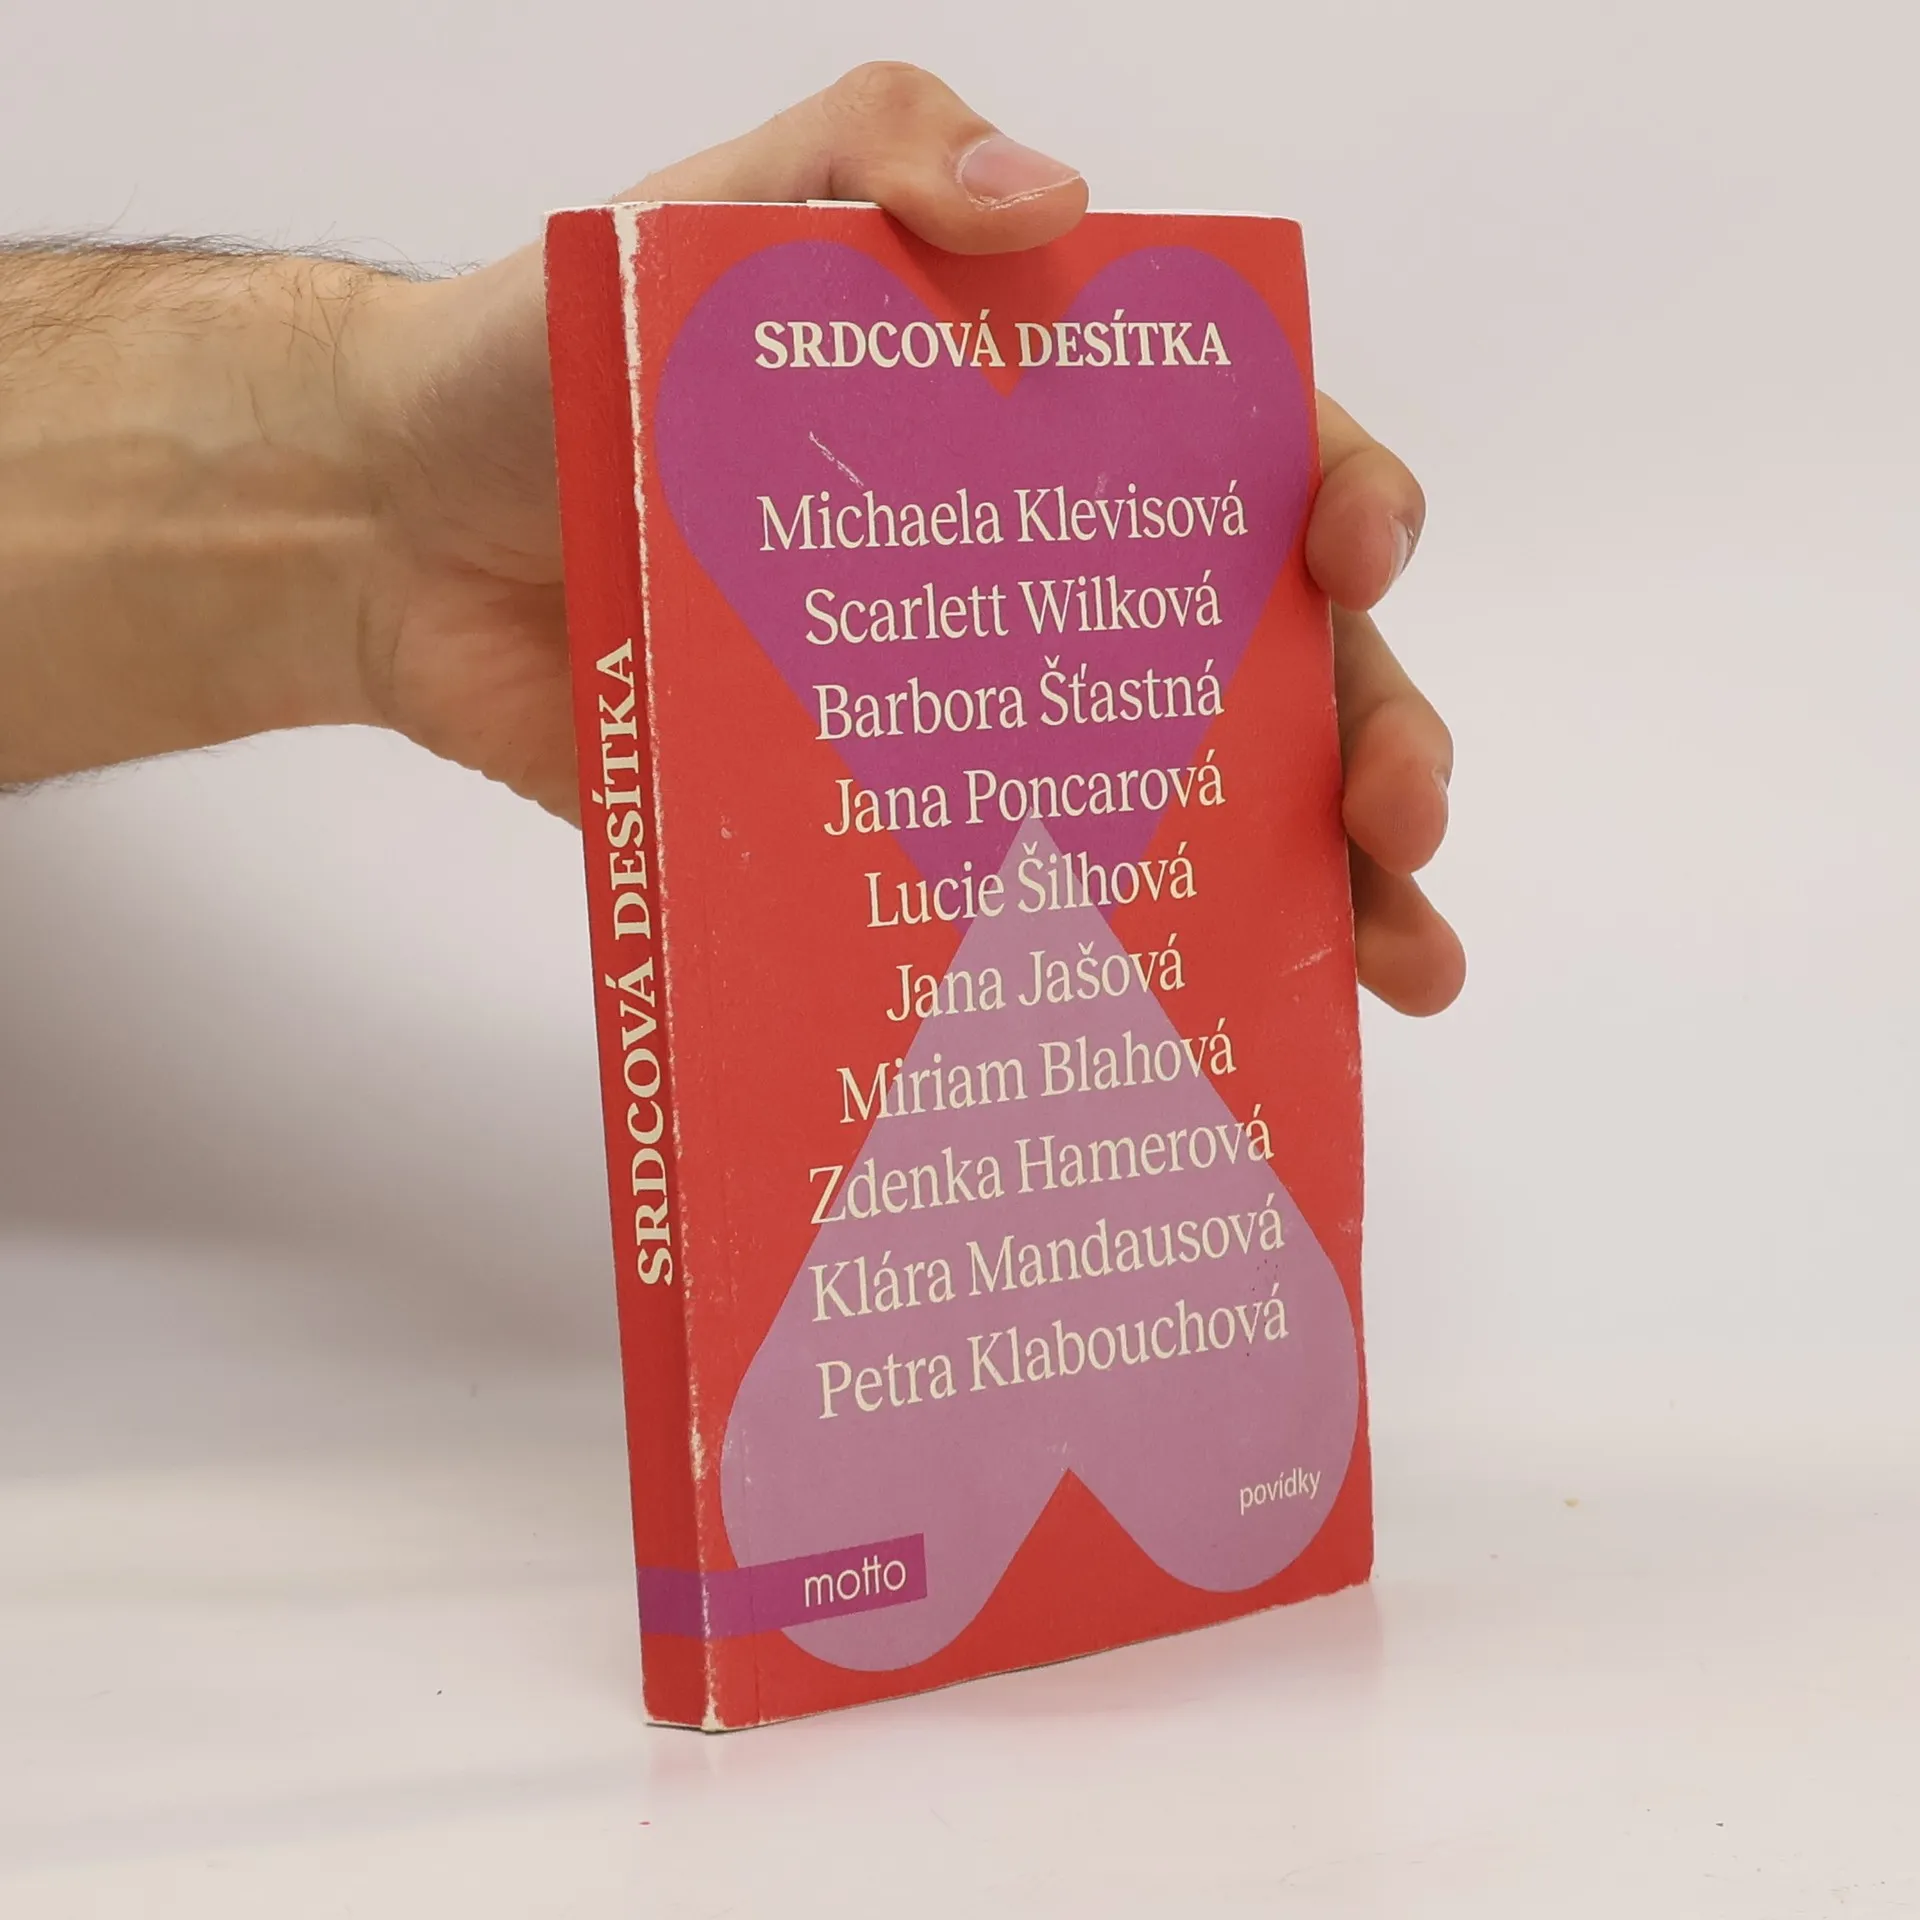 SRDCOVÁ DESÍTKA
Michaela Klevisová
Scarlett Wilková
Barbora Šťastná
Jana Poncarová
Lucie Šilhová
Jana Jašová
Miriam Blahová
Zdenka Hamerová
Klára Mandausová
Petra Klabouchová
povídky
motto
SRDCOVÁ DESÍTKA